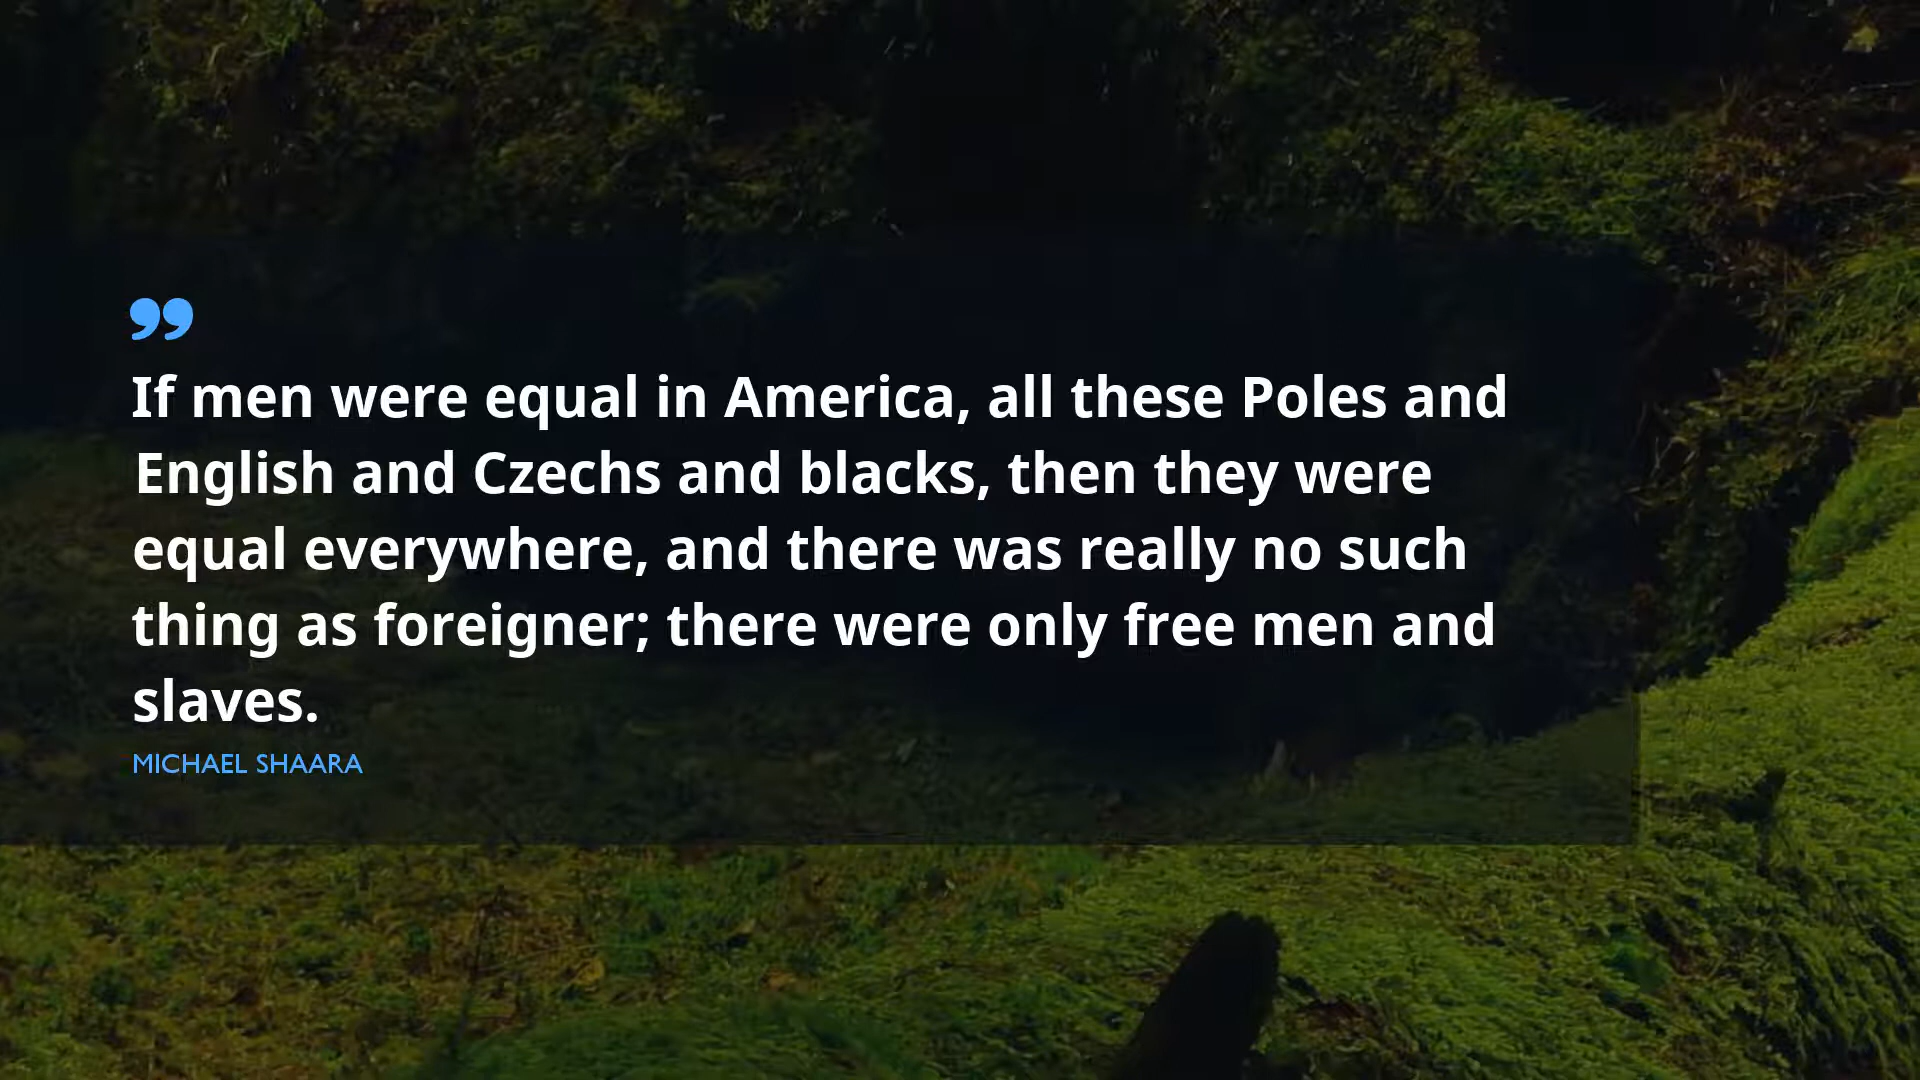 ”
If men were equal in America, all these Poles and
English and Czechs and blacks, then they were
equal everywhere, and there was really no such
thing as foreigner; there were only free men and
slaves.
MICHAEL SHAARA